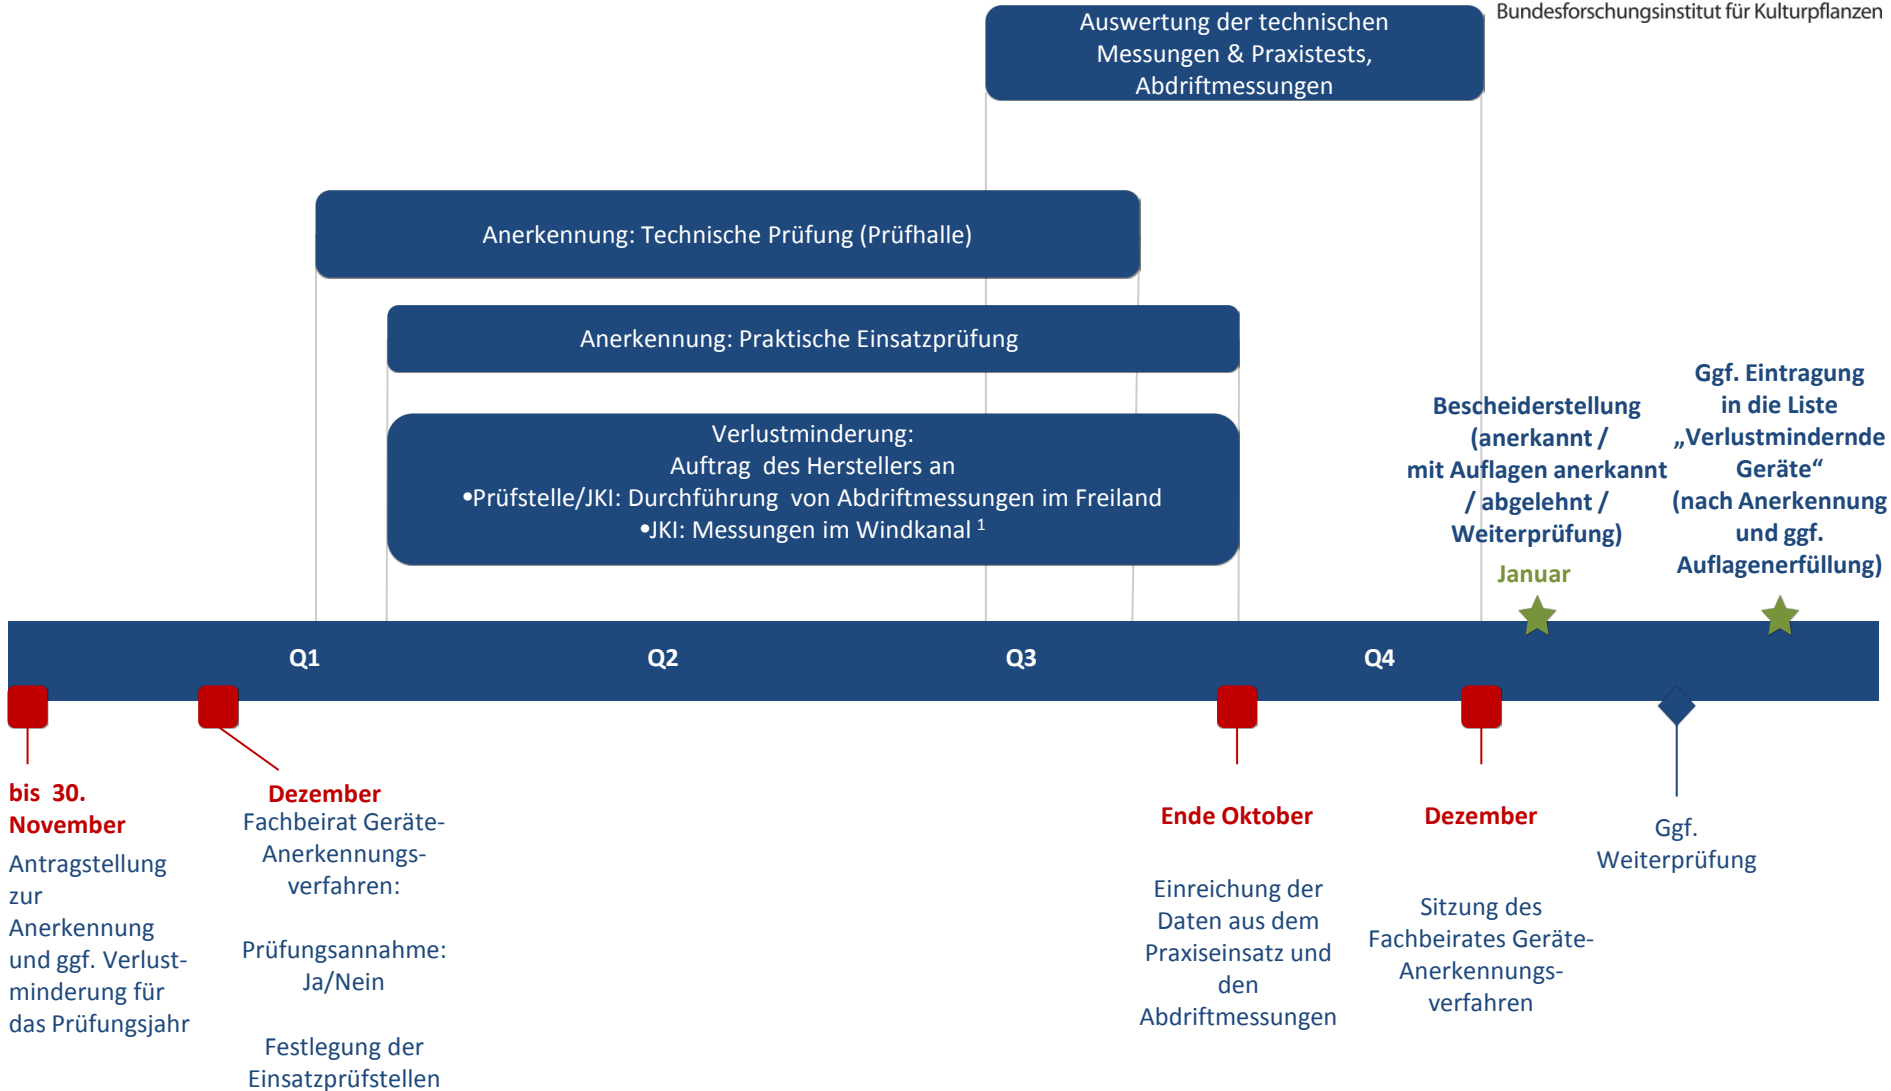 Bundesforschungsinstitut für Kulturpflanzen
Auswertung der technischen
Messungen & Praxistests,
Abdriftmessungen
Anerkennung: Technische Prüfung (Prüfhalle)
Anerkennung: Praktische Einsatzprüfung
Verlustminderung:
Auftrag des Herstellers an
•Prüfstelle/JKI: Durchführung von Abdriftmessungen im Freiland
•JKI: Messungen im Windkanal ¹
Bescheiderstellung
(anerkannt /
mit Auflagen anerkannt
/ abgelehnt /
Weiterprüfung)
Januar
Ggf. Eintragung
in die Liste
„Verlustmindernde
Geräte“
(nach Anerkennung
und ggf.
Auflagenerfüllung)
Q1 Q2 Q3 Q4
bis 30.
November
Antragstellung
zur
Anerkennung
und ggf. Verlust-
minderung für
das Prüfungsjahr
Dezember
Fachbeirat Geräte-
Anerkennungs-
verfahren:
Prüfungsannahme:
Ja/Nein
Festlegung der
Einsatzprüfstellen
Ende Oktober
Einreichung der
Daten aus dem
Praxiseinsatz und
den
Abdriftmessungen
Dezember
Sitzung des
Fachbeirates Geräte-
Anerkennungs-
verfahren
Ggf.
Weiterprüfung